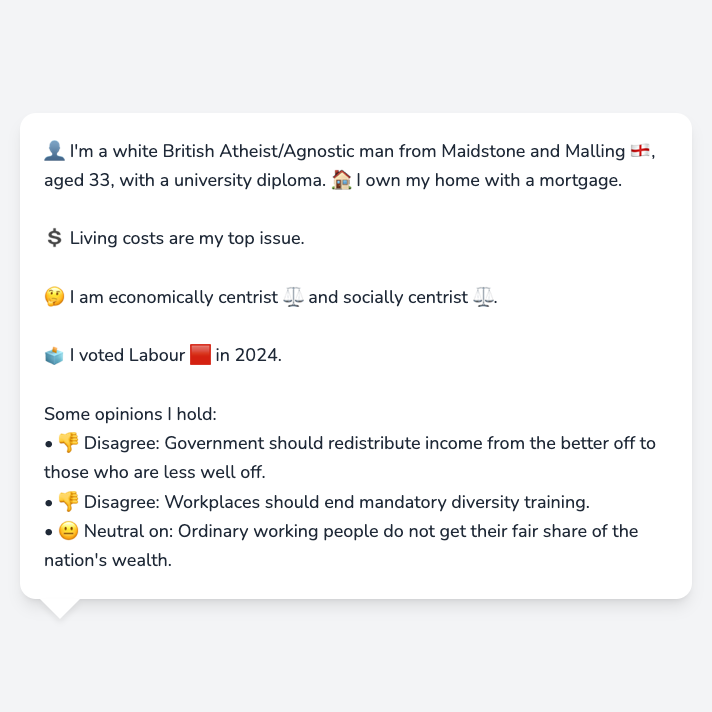 👤 I'm a white British Atheist/Agnostic man from Maidstone and Malling 🏴󠁧󠁢󠁥󠁮󠁧󠁿,
aged 33, with a university diploma. 🏠 I own my home with a mortgage.
💲 Living costs are my top issue.
🤔 I am economically centrist ⚖️ and socially centrist ⚖️.
🗳️ I voted Labour 🟥 in 2024.
Some opinions I hold:
• 👎 Disagree: Government should redistribute income from the better off to
those who are less well off.
• 👎 Disagree: Workplaces should end mandatory diversity training.
• 😐 Neutral on: Ordinary working people do not get their fair share of the
nation's wealth.